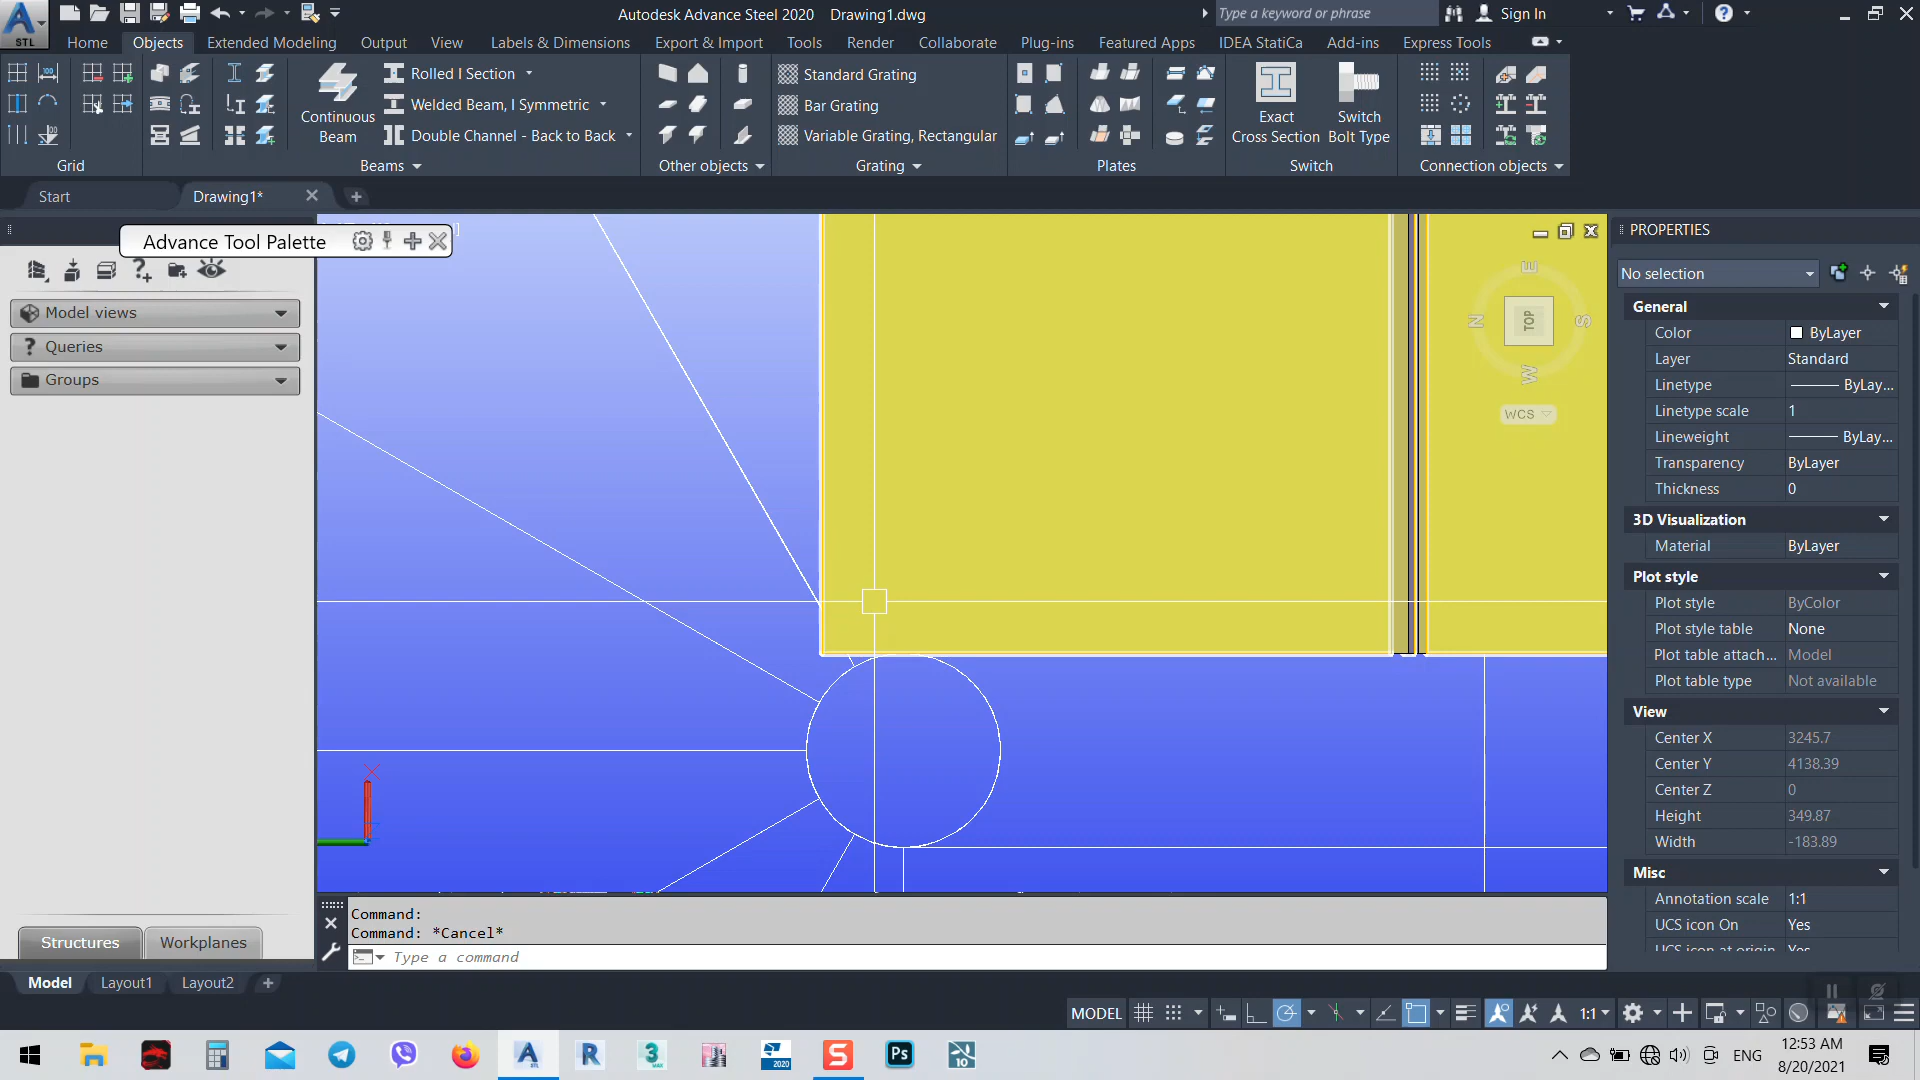 Autodesk Advance Steel 2020 Drawing1.dwg
Type a keyword or phrase
Sign In
STL
Home Objects Extended Modeling Output View Labels & Dimensions Export & Import Tools Render Collaborate Plug-ins Featured Apps IDEA StatiCa Add-ins Express Tools
Continuous
Beam
Rolled I Section
Welded Beam, I Symmetric
Double Channel - Back to Back
Standard Grating
Bar Grating
Variable Grating, Rectangular
Exact
Cross Section
Switch
Bolt Type
Grid Beams Other objects Grating Plates Switch Connection objects
Start Drawing1*
Advance Tool Palette
Model views
Queries
Groups
Structures Workplanes
E
N TOP S
W
WCS
PROPERTIES
No selection
General
Color ByLayer
Layer Standard
Linetype ByLay...
Linetype scale 1
Lineweight ByLay...
Transparency ByLayer
Thickness 0
3D Visualization
Material ByLayer
Plot style
Plot style ByColor
Plot style table None
Plot table attach... Model
Plot table type Not available
View
Center X 3245.7
Center Y 4138.39
Center Z 0
Height 349.87
Width -183.89
Misc
Annotation scale 1:1
UCS icon On Yes
UCS icon at origin Yes
Command:
Command: *Cancel*
Type a command
Model Layout1 Layout2
MODEL 1:1
ENG
12:53 AM
8/20/2021